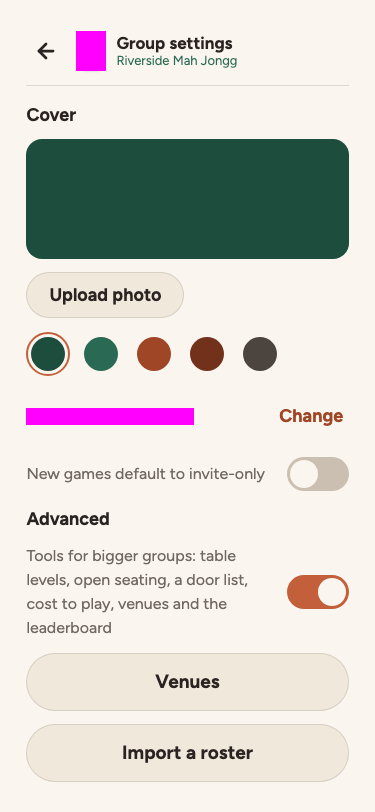 Group settings
Riverside Mah Jongg
Cover
Upload photo
Change
New games default to invite-only
Advanced
Tools for bigger groups: table
levels, open seating, a door list,
cost to play, venues and the
leaderboard
Venues
Import a roster